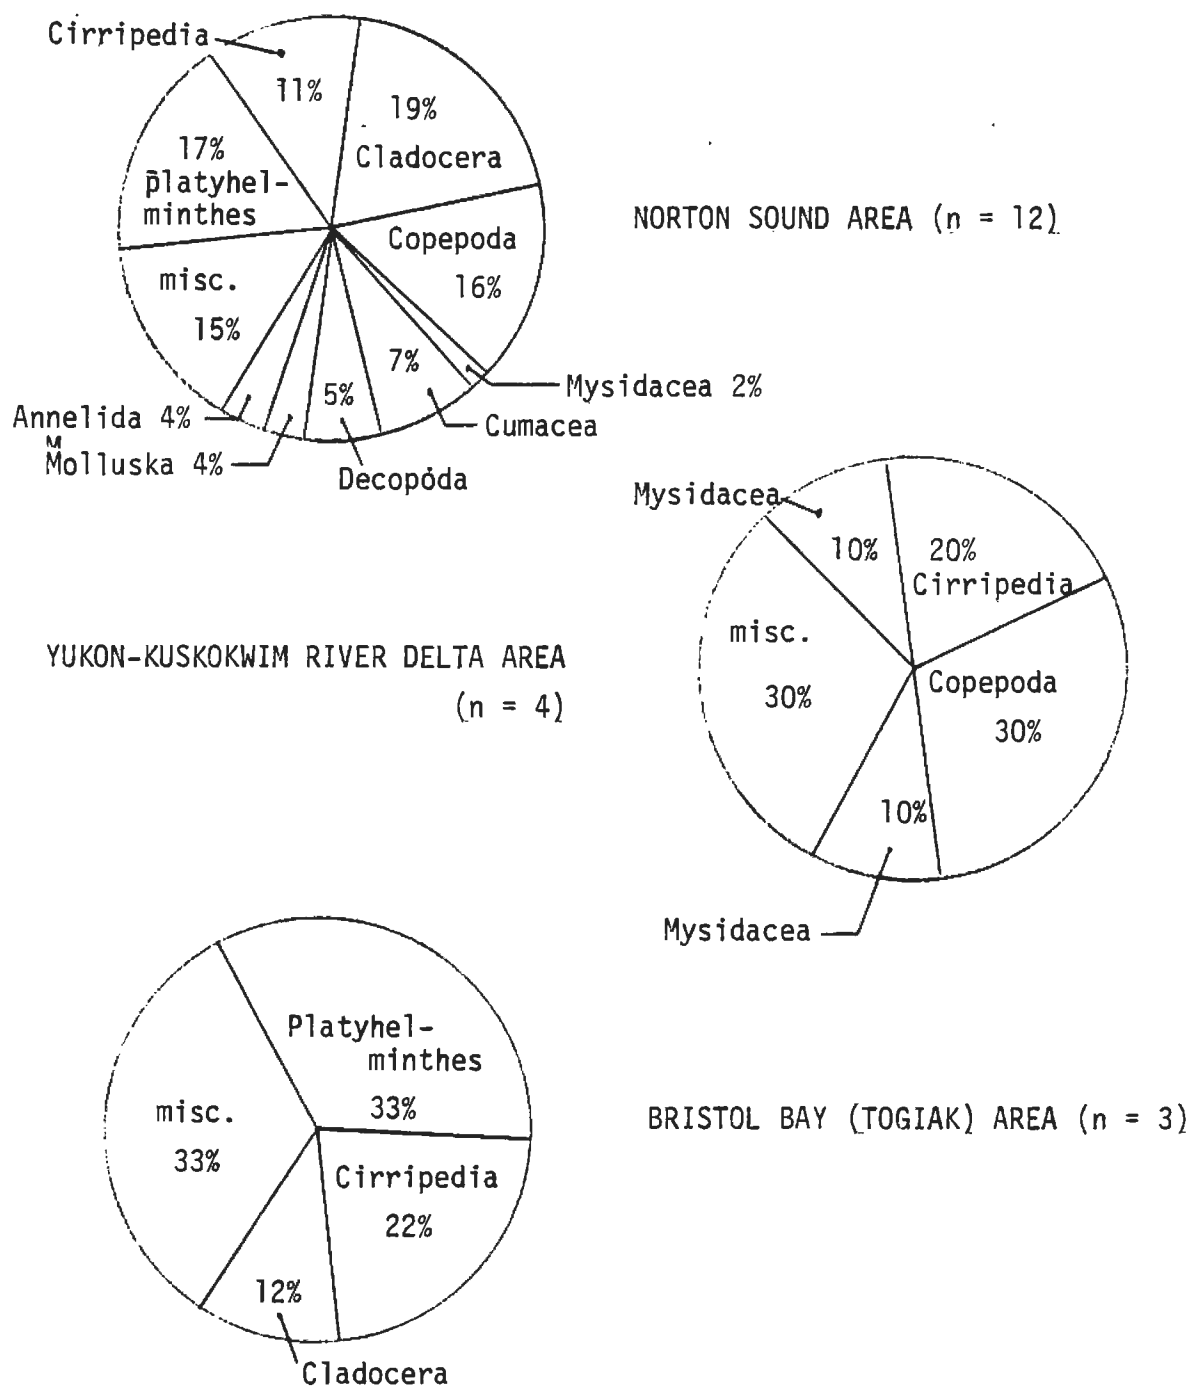 Cirripedia
11%
19%
Cladocera
17%
platyhel-
minthes
Copepoda
16%
misc.
15%
7%
5%
Mysidacea 2%
Cumacea
Annelida 4%
M
Molluska 4%
Decopóda
NORTON SOUND AREA (n = 12)
Mysidacea
10%
20%
Cirripedia
misc.
30%
Copepoda
30%
10%
Mysidacea
YUKON-KUSKOKWIM RIVER DELTA AREA
(n = 4)
Platyhel-
minthes
33%
misc.
33%
Cirripedia
22%
12%
Cladocera
BRISTOL BAY (TOGIAK) AREA (n = 3)